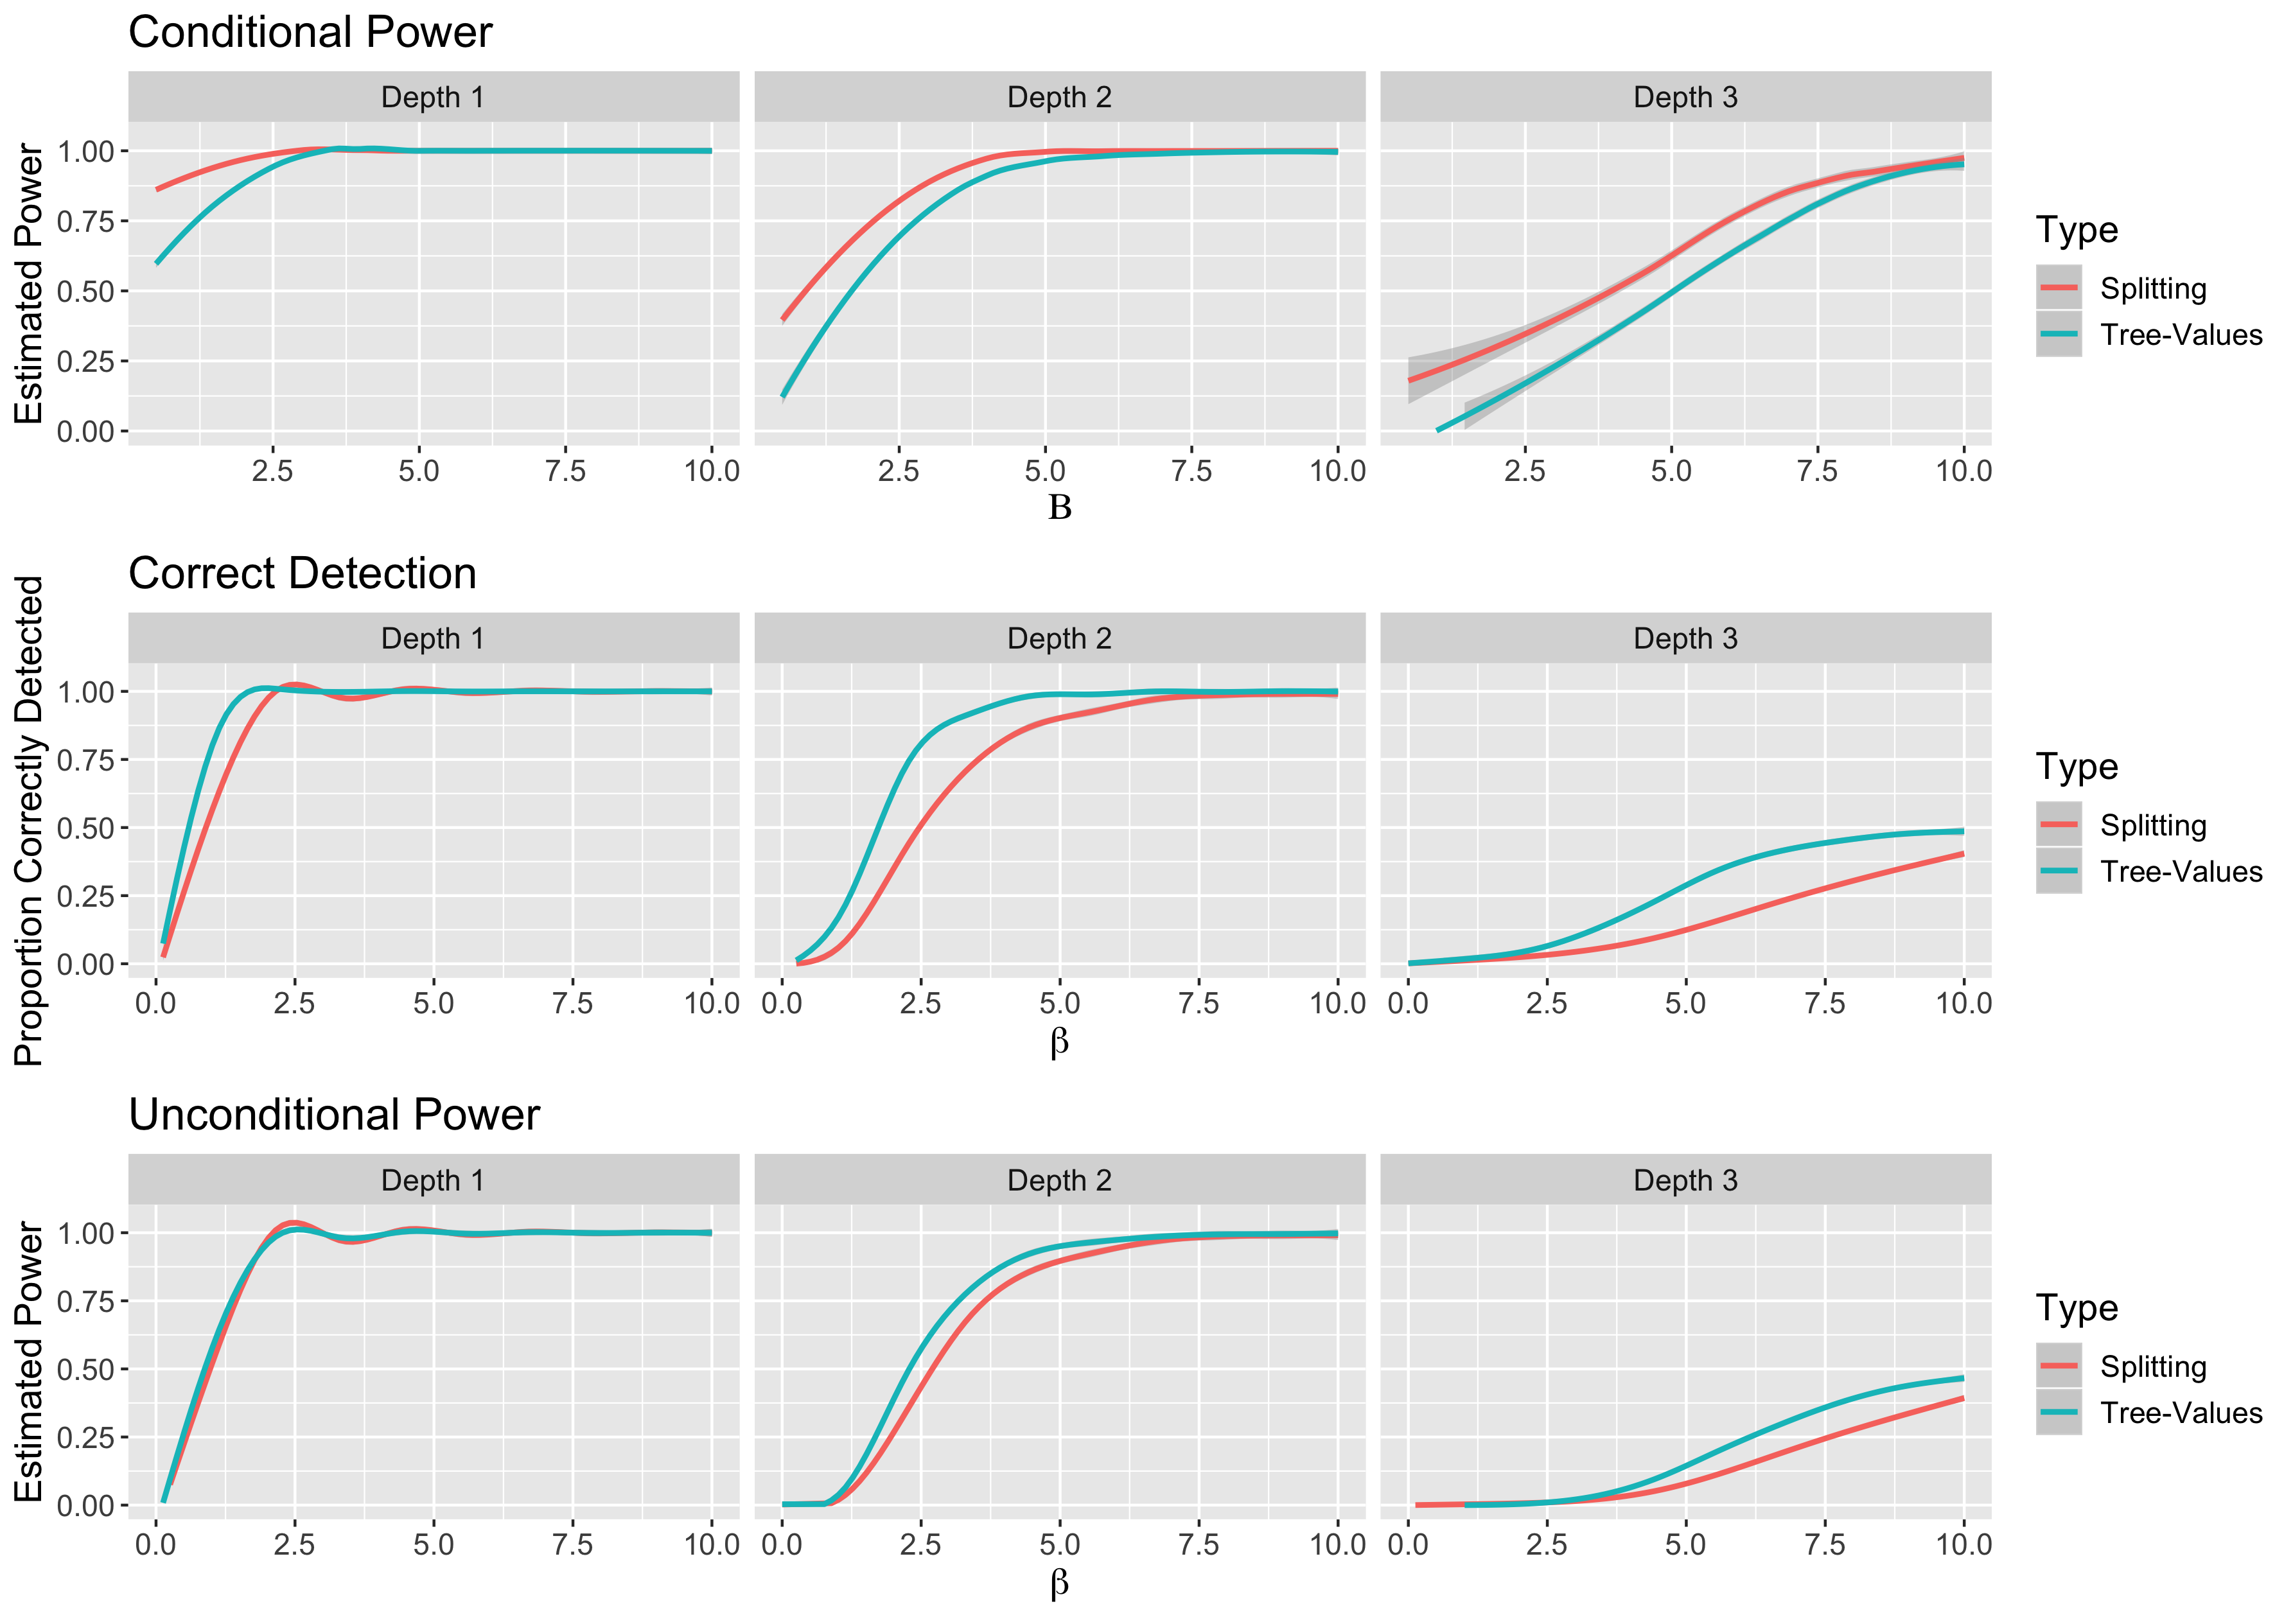 Conditional Power
Depth 1 Depth 2 Depth 3
Estimated Power
1.00
0.75
0.50
0.25
0.00
2.5 5.0 7.5 10.0 2.5 5.0 7.5 10.0 2.5 5.0 7.5 10.0
B
Type
Splitting
Tree-Values
Correct Detection
Depth 1 Depth 2 Depth 3
Proportion Correctly Detected
1.00
0.75
0.50
0.25
0.00
0.0 2.5 5.0 7.5 10.0 0.0 2.5 5.0 7.5 10.0 0.0 2.5 5.0 7.5 10.0
β
Type
Splitting
Tree-Values
Unconditional Power
Depth 1 Depth 2 Depth 3
Estimated Power
1.00
0.75
0.50
0.25
0.00
0.0 2.5 5.0 7.5 10.0 0.0 2.5 5.0 7.5 10.0 0.0 2.5 5.0 7.5 10.0
β
Type
Splitting
Tree-Values